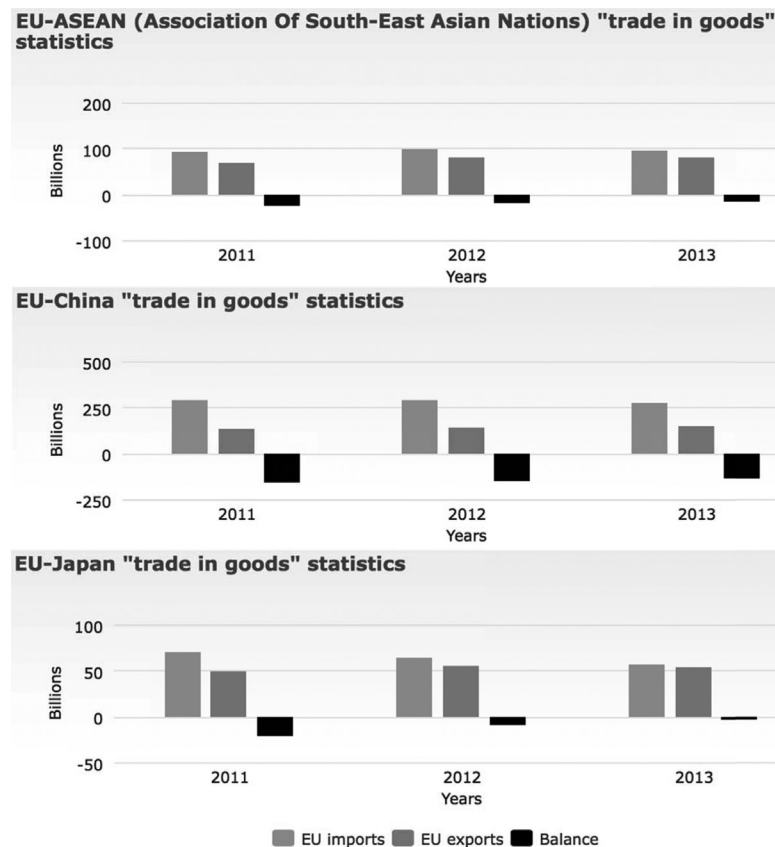 EU-ASEAN (Association Of South-East Asian Nations) "trade in goods"
statistics
200
100
0
-100
Billions
2011 2012 2013
Years
EU-China "trade in goods" statistics
500
250
0
-250
Billions
2011 2012 2013
Years
EU-Japan "trade in goods" statistics
100
50
0
-50
Billions
2011 2012 2013
Years
EU imports EU exports Balance